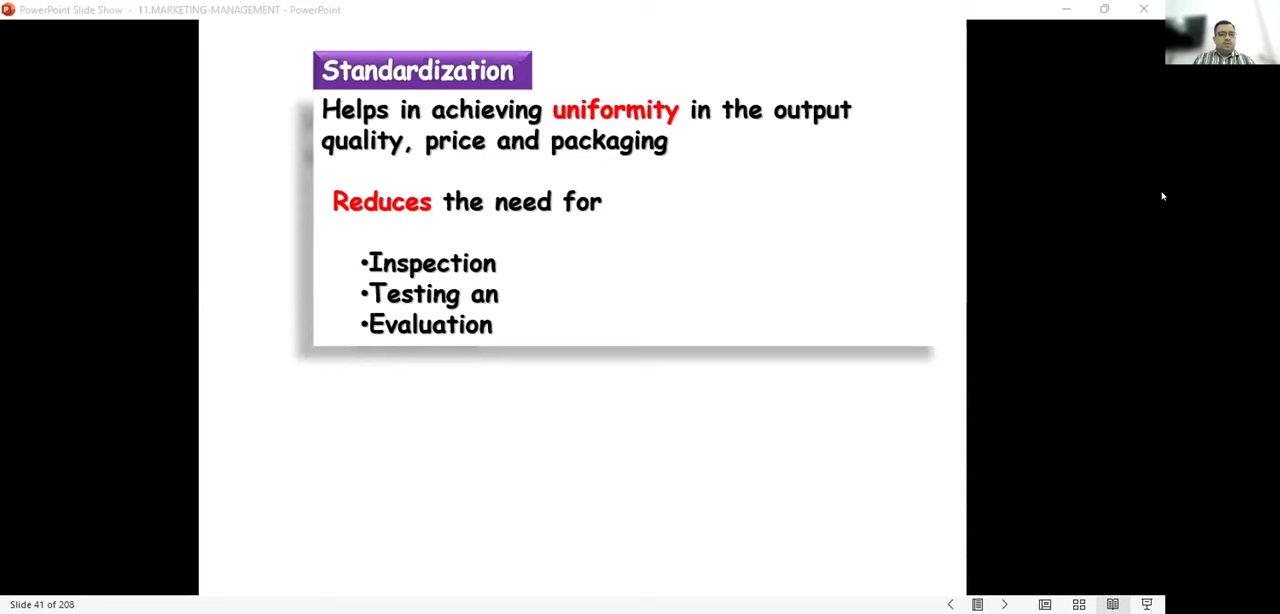 PowerPoint Slide Show - 11.MARKETING-MANAGEMENT - PowerPoint
Standardization
Helps in achieving uniformity in the output
quality, price and packaging
Reduces the need for
•Inspection
•Testing an
•Evaluation
Slide 41 of 208